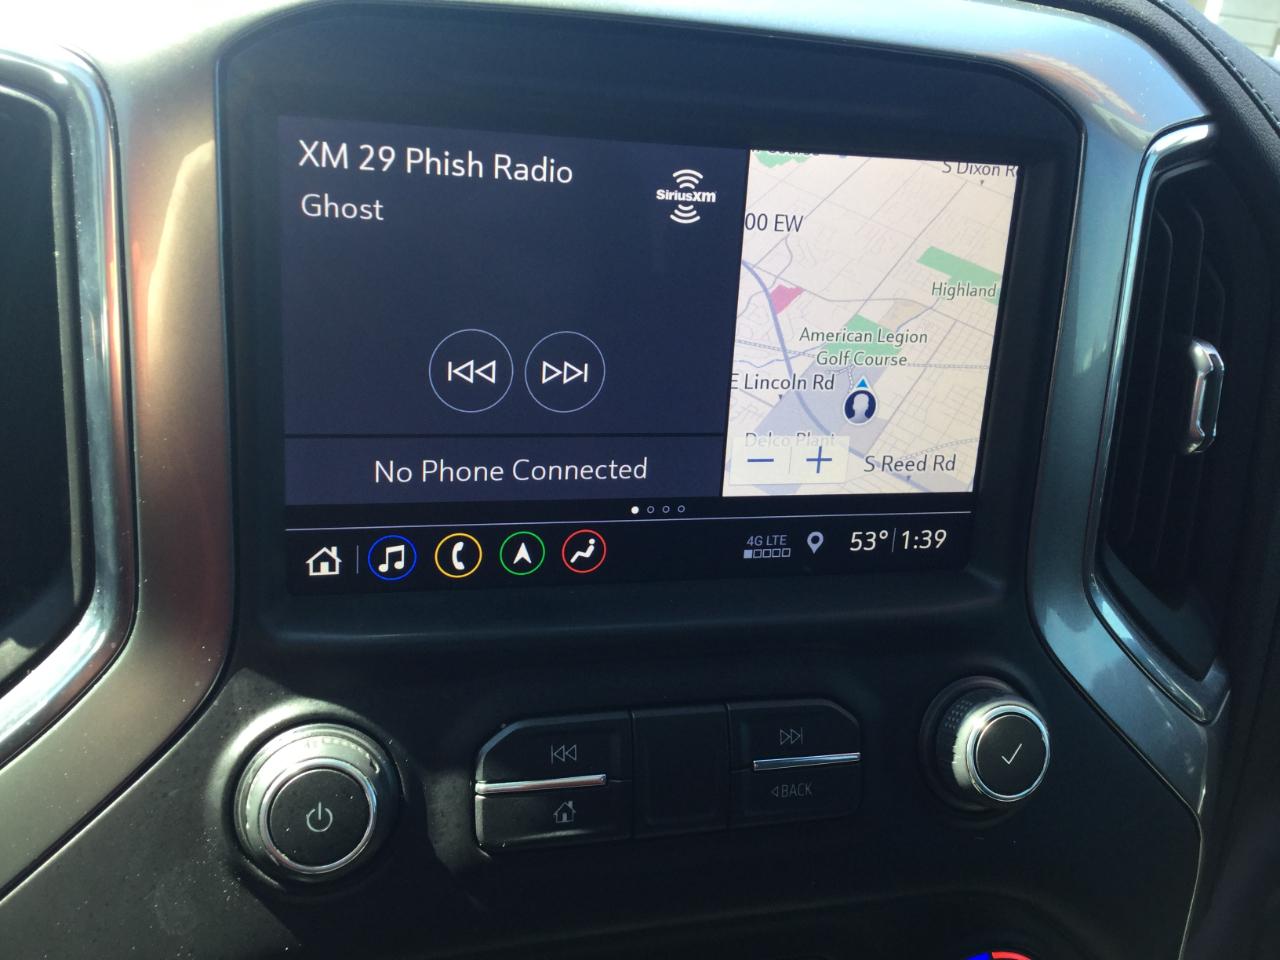 XM 29 Phish Radio
Ghost
SiriusXM
S Dixon R
00 EW
Highland
American Legion
Golf Course
E Lincoln Rd
Delco Plant
S Reed Rd
No Phone Connected
4G LTE
53° 1:39
BACK